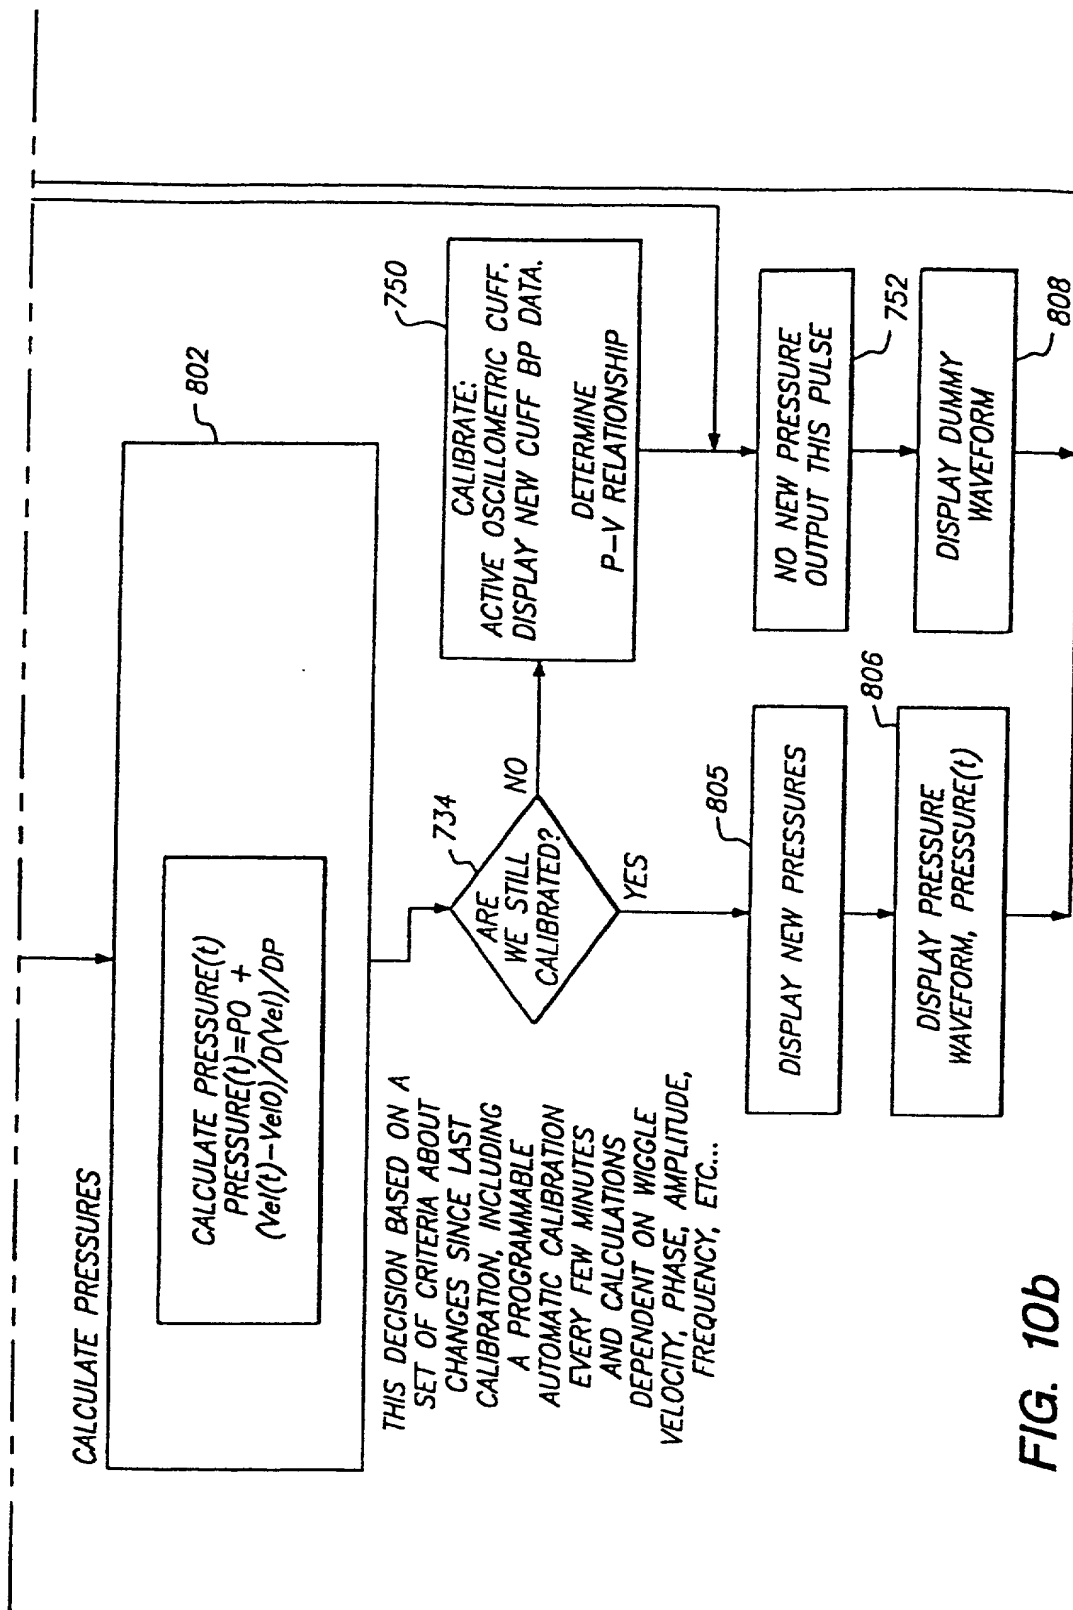 CALCULATE PRESSURES
802
CALCULATE PRESSURE(t)
PRESSURE(t)=P0 +
(Vel(t)-Vel0)/D(Vel)/DP
THIS DECISION BASED ON A
SET OF CRITERIA ABOUT
CHANGES SINCE LAST
CALIBRATION, INCLUDING
A PROGRAMMABLE
AUTOMATIC CALIBRATION
EVERY FEW MINUTES
AND CALCULATIONS
DEPENDENT ON WIGGLE
VELOCITY, PHASE, AMPLITUDE,
FREQUENCY, ETC...
734
ARE
WE STILL
CALIBRATED?
NO
YES
750
CALIBRATE:
ACTIVE OSCILLOMETRIC CUFF.
DISPLAY NEW CUFF BP DATA.
DETERMINE
P-V RELATIONSHIP
805
DISPLAY NEW PRESSURES
806
DISPLAY PRESSURE
WAVEFORM, PRESSURE(t)
NO NEW PRESSURE
OUTPUT THIS PULSE
752
DISPLAY DUMMY
WAVEFORM
808
FIG. 10b